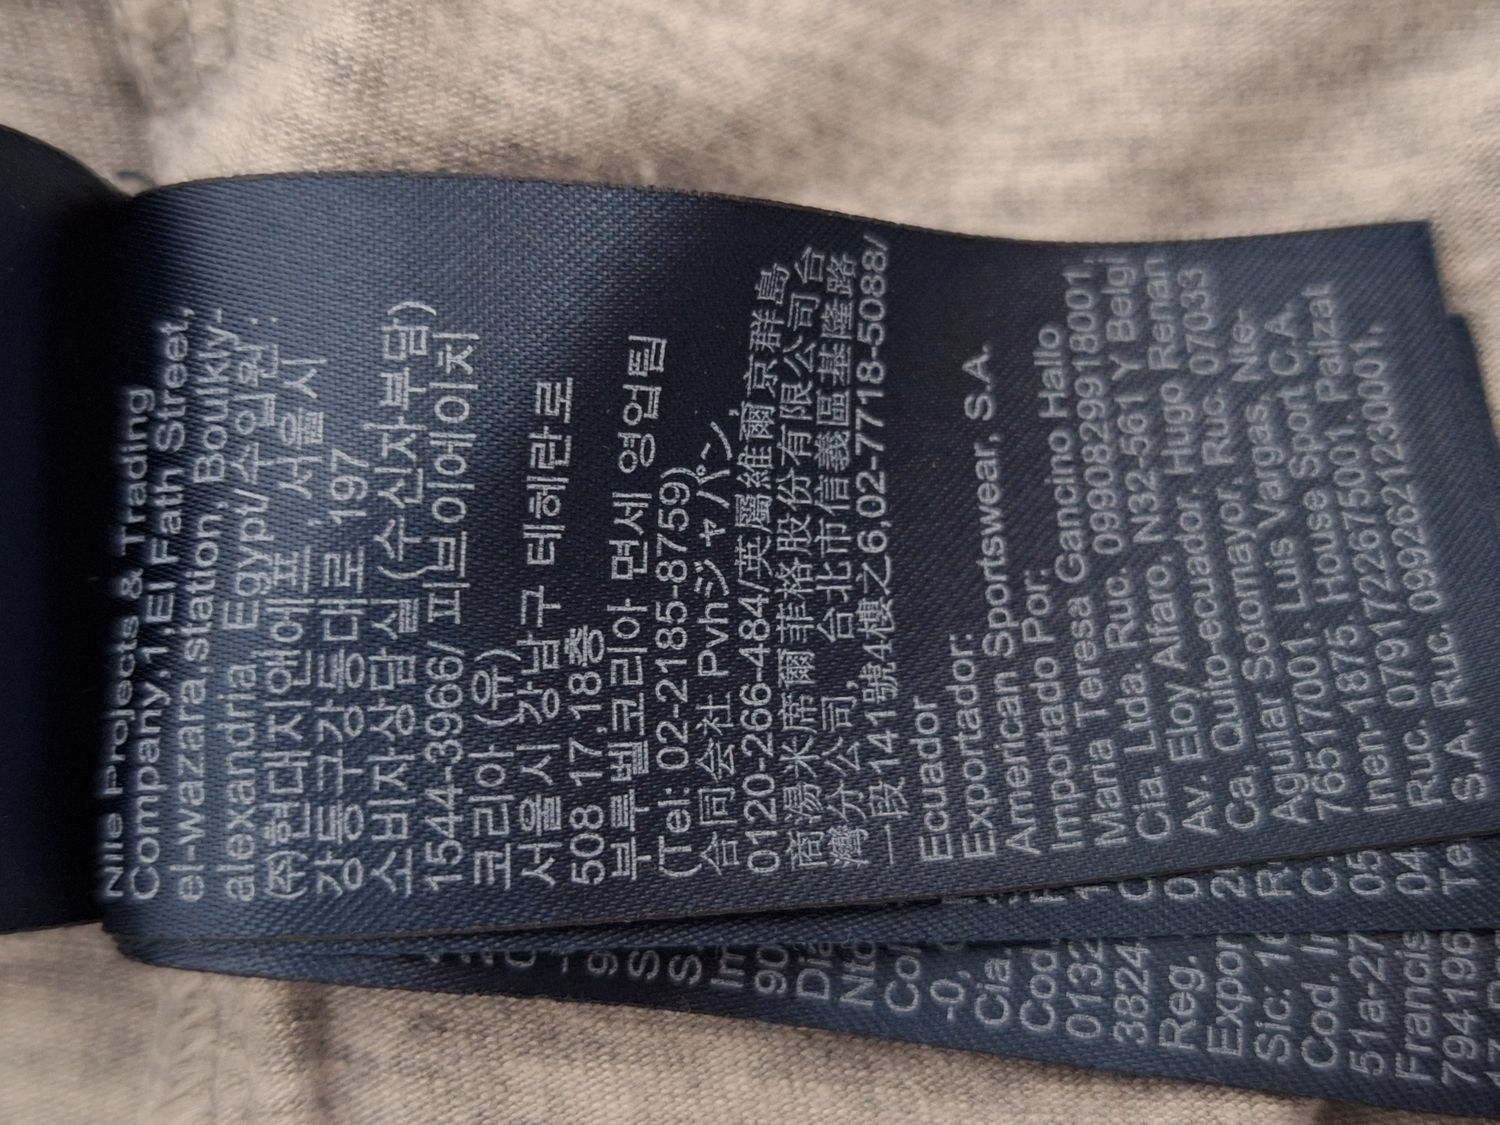 Nile Projects & Trading
Company,1,El Fath Street,
el-wazara.station, Boulkly-
alexandria Egypt/수입원:
㈜현대지앤에프, 서울시
강동구강동대로,197
소비자상담실(수신자부담)
1544-3966/ 피브이에이치
코리아 (유)
서울시 강남구 테헤란로
508 17,18층
부루벨코리아 면세 영업팀
(Tel: 02-2185-8759)
合同会社 Pvhジャパン,
0120-266-484/英屬維爾京群島
商湯米席爾菲格股份有限公司台
灣分公司, 台北市信義區基隆路
一段141號4樓之6,02-7718-5088/
Ecuador
Exportador:
American Sportswear, S.A.
Importado Por:
Maria Teresa Gancino Hallo
Cia. Ltda. Ruc. 0990829918001,
Av. Eloy Alfaro, N32-561 Y Belgi
Ca, Quito-ecuador, Hugo Renan
Aguilar Sotomayor, Ruc. 07033
76517001. Luis Vargas, Nle-
Inen-1875. House Sport CA.
Ruc. 0791722675001 Palzat
S.A. Ruc. 0992621230001.